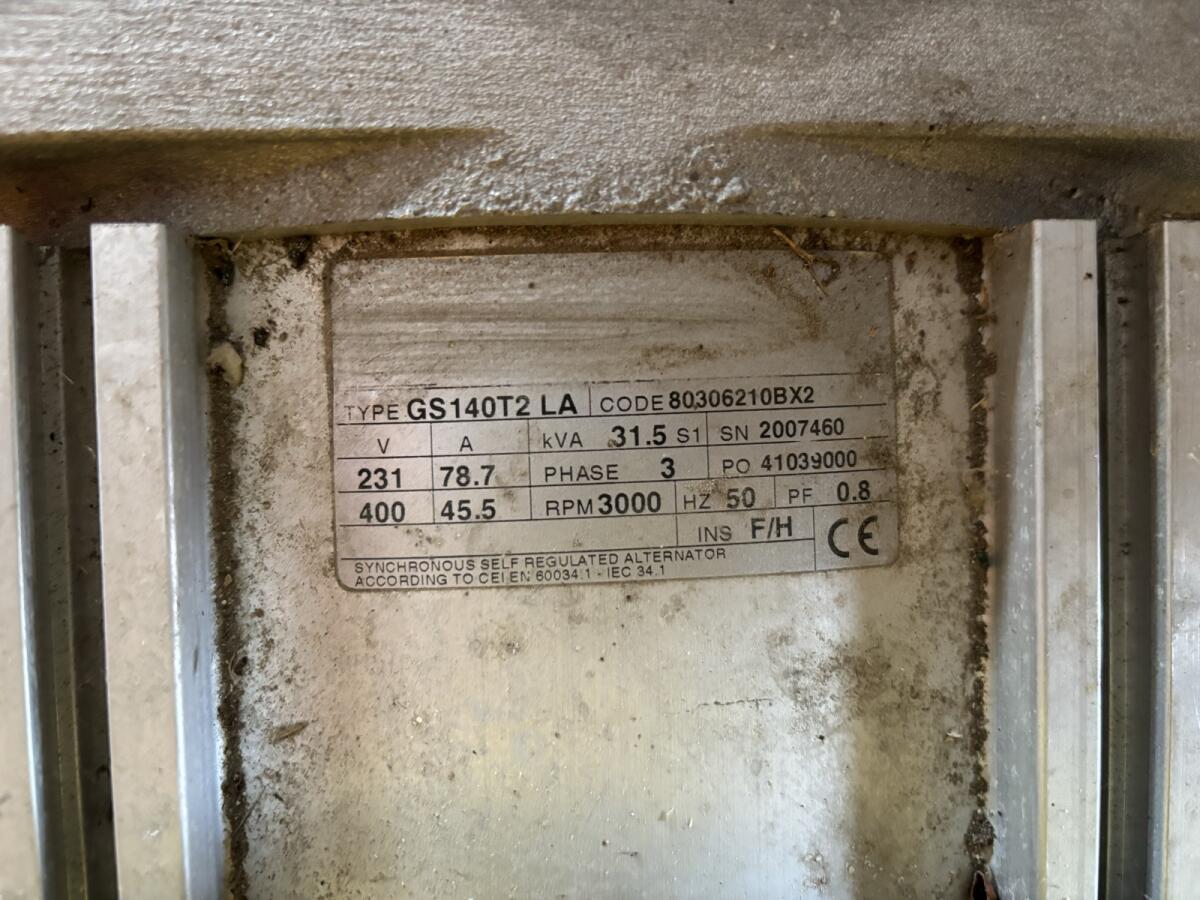 TYPE GS140T2 LA CODE 80306210BX2
V A kVA 31.5 S1 SN 2007460
231 78.7 PHASE 3 PO 41039000
400 45.5 RPM 3000 HZ 50 PF 0.8
INS F/H CE
SYNCHRONOUS SELF REGULATED ALTERNATOR
ACCORDING TO CEI EN 60034.1 - IEC 34.1